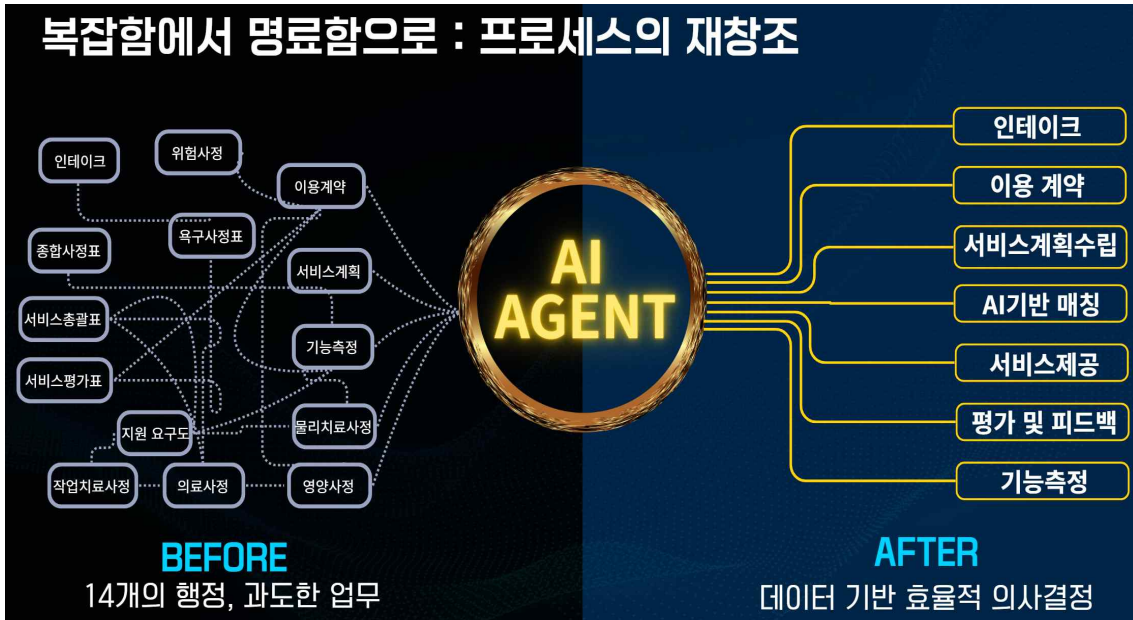 복잡함에서 명료함으로 : 프로세스의 재창조
인테이크
위험사정
이용계약
욕구사정표
종합사정표
서비스계획
서비스총괄표
기능측정
서비스평가표
지원 요구도
물리치료사정
작업치료사정
의료사정
영양사정
BEFORE
14개의 행정, 과도한 업무
AI
AGENT
인테이크
이용 계약
서비스계획수립
AI기반 매칭
서비스제공
평가 및 피드백
기능측정
AFTER
데이터 기반 효율적 의사결정